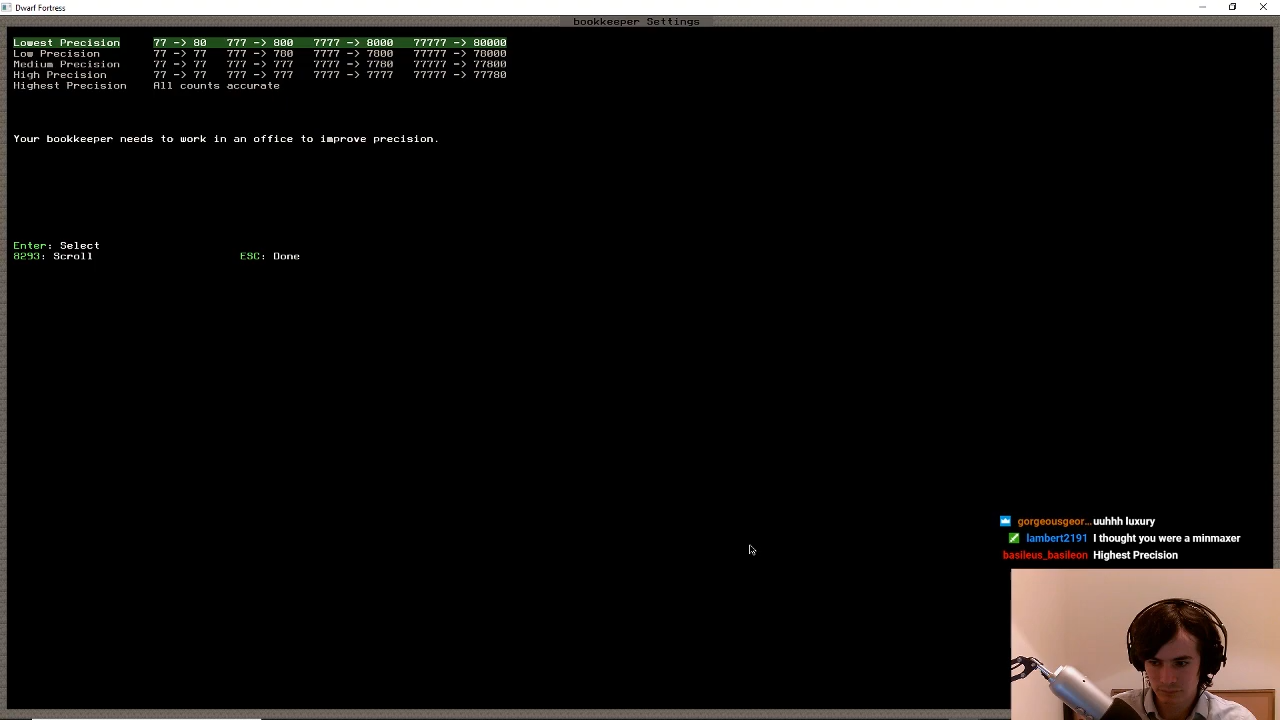 Dwarf Fortress
bookkeeper Settings
Lowest Precision 77 -> 80 777 -> 800 7777 -> 8000 77777 -> 80000
Low Precision 77 -> 77 777 -> 780 7777 -> 7800 77777 -> 78000
Medium Precision 77 -> 77 777 -> 777 7777 -> 7780 77777 -> 77800
High Precision 77 -> 77 777 -> 777 7777 -> 7777 77777 -> 77780
Highest Precision All counts accurate
Your bookkeeper needs to work in an office to improve precision.
Enter: Select
8293: Scroll ESC: Done
gorgeousgeor... uuhhh luxury
lambert2191 I thought you were a minmaxer
basileus_basileon Highest Precision